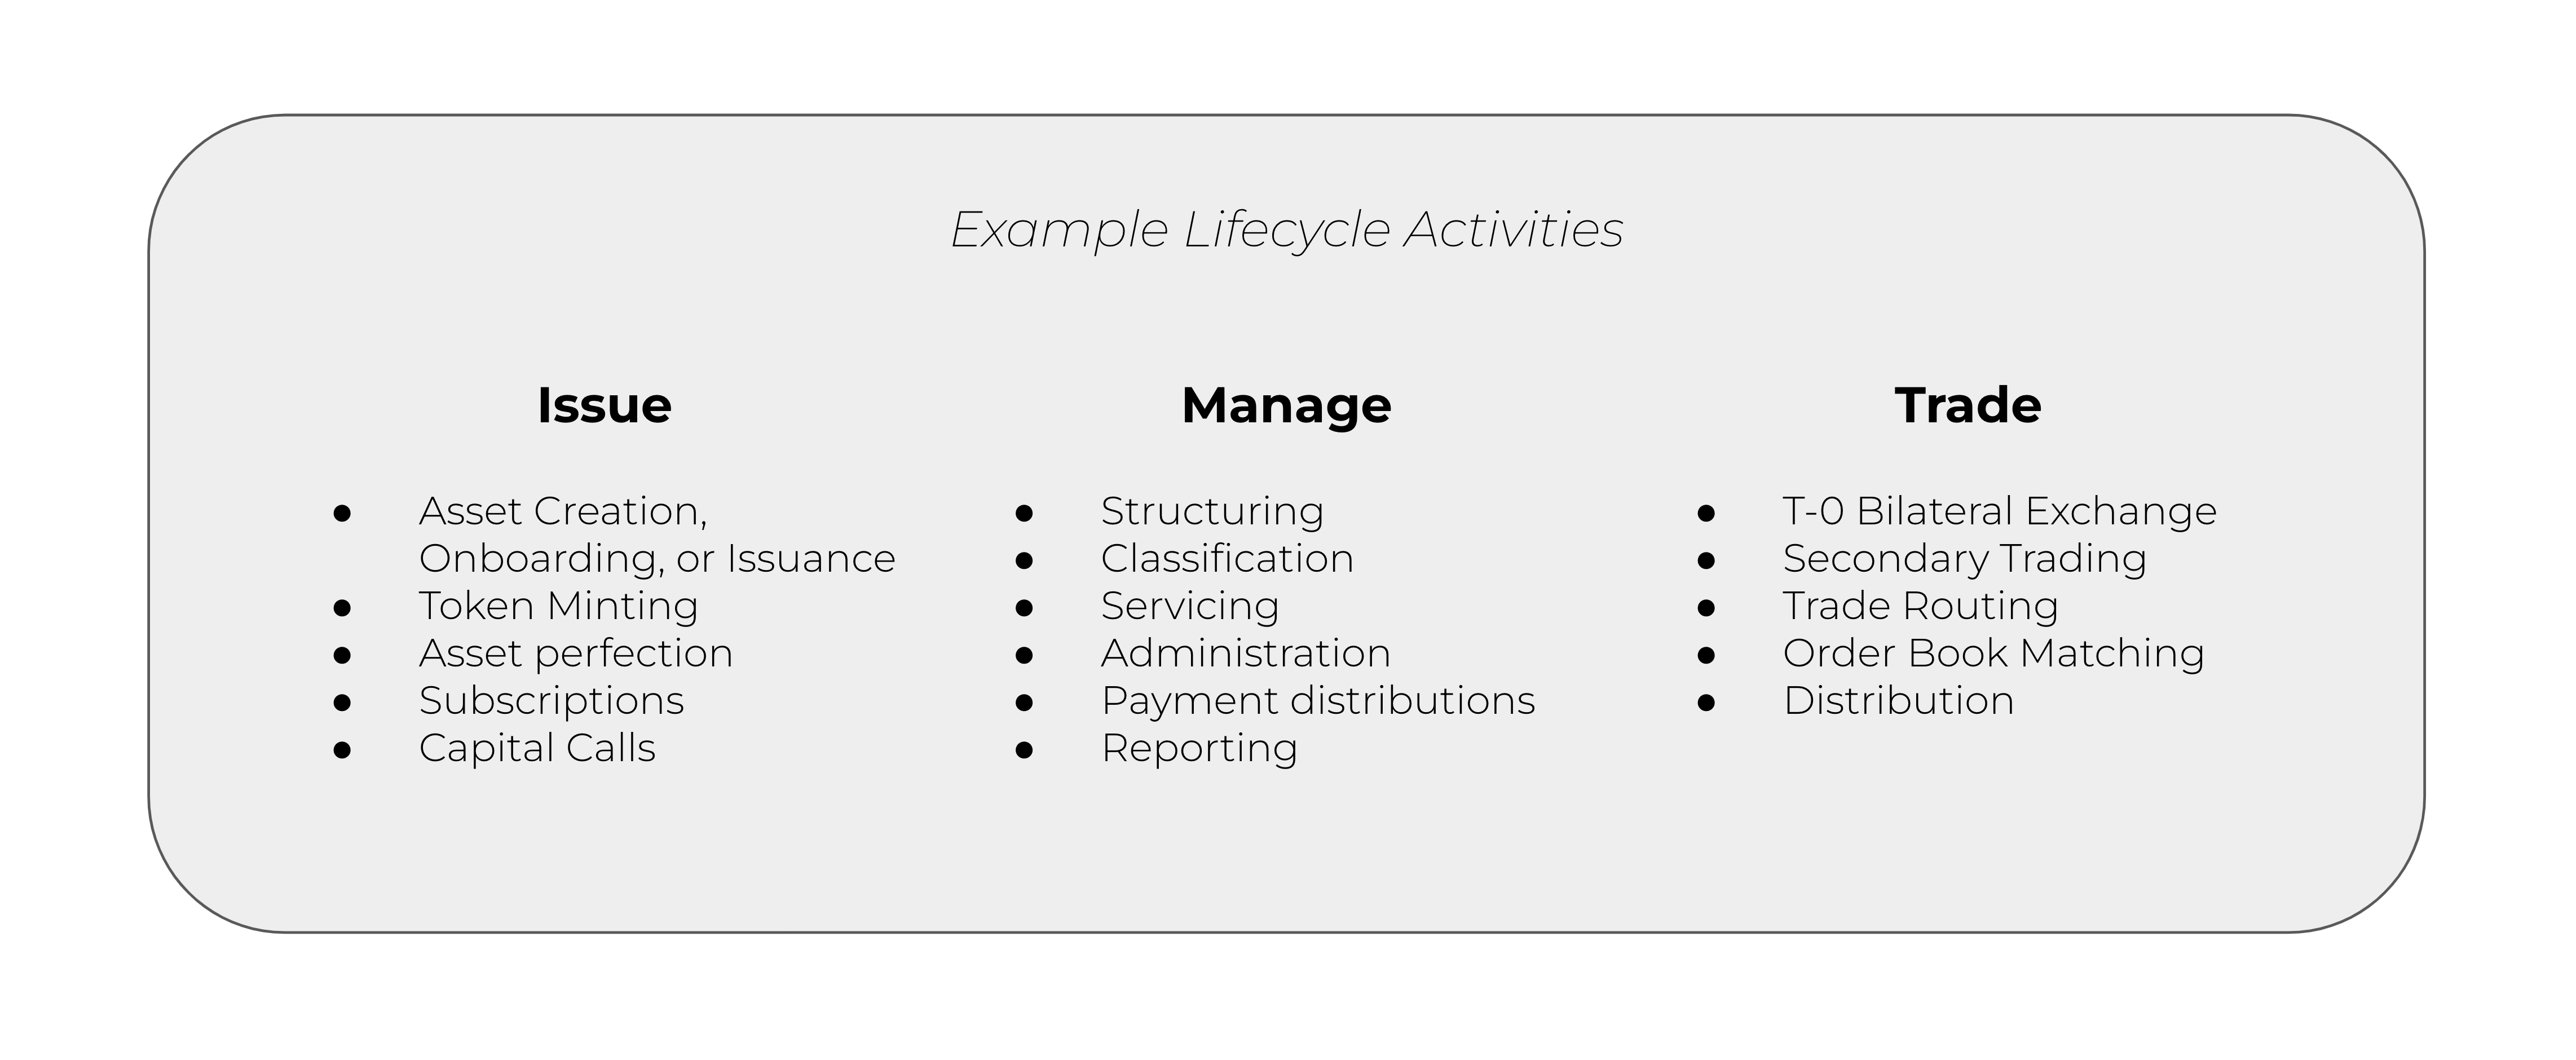 Example Lifecycle Activities
Issue
● Asset Creation,
Onboarding, or Issuance
● Token Minting
● Asset perfection
● Subscriptions
● Capital Calls
Manage
● Structuring
● Classification
● Servicing
● Administration
● Payment distributions
● Reporting
Trade
● T-0 Bilateral Exchange
● Secondary Trading
● Trade Routing
● Order Book Matching
● Distribution